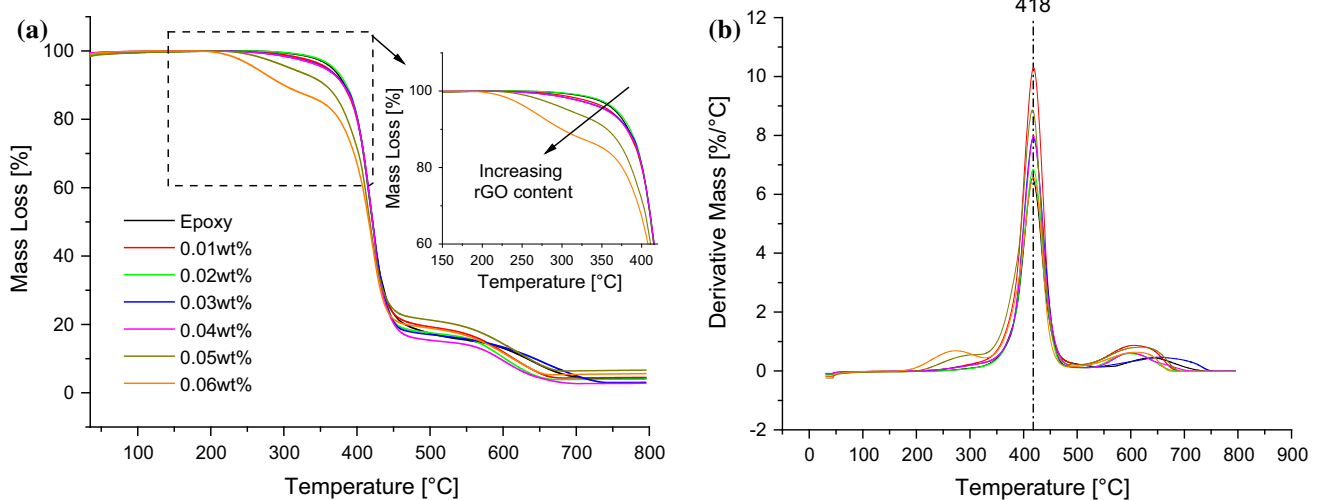 (a)
100
80
60
40
20
0
Mass Loss [%]
Epoxy
0.01wt%
0.02wt%
0.03wt%
0.04wt%
0.05wt%
0.06wt%
100
80
60
Mass Loss [%]
Increasing
rGO content
150 200 250 300 350 400
Temperature [°C]
100 200 300 400 500 600 700 800
Temperature [°C]
(b)
418
12
10
8
6
4
2
0
-2
Derivative Mass [%/°C]
0 100 200 300 400 500 600 700 800 900
Temperature [°C]